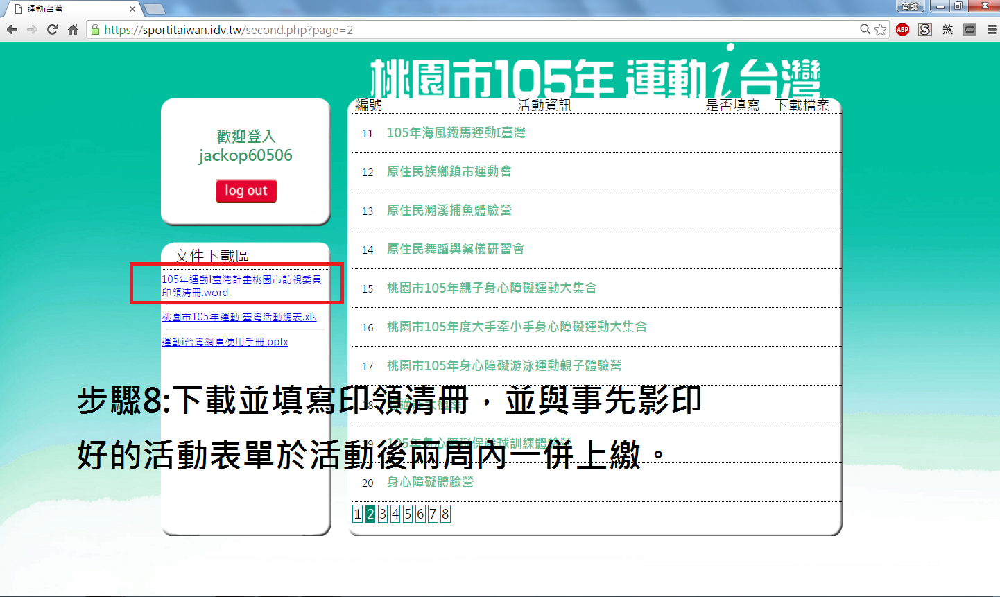 運動i台灣
育誠
https://sportitaiwan.idv.tw/second.php?page=2
ABP
S
煞
桃園市105年 運動i台灣
歡迎登入
jackop60506
log out
文件下載區
105年運動i臺灣計畫桃園市訪視委員
印領清冊.word
桃園市105年運動I臺灣活動總表.xls
運動i台灣網頁使用手冊.pptx
編號 活動資訊 是否填寫 下載檔案
11 105年海風鐵馬運動I臺灣
12 原住民族鄉鎮市運動會
13 原住民溯溪捕魚體驗營
14 原住民舞蹈與祭儀研習會
15 桃園市105年親子身心障礙運動大集合
16 桃園市105年度大手牽小手身心障礙運動大集合
17 桃園市105年身心障礙游泳運動親子體驗營
18
步驟8:下載並填寫印領清冊，並與事先影印
19 105年身心障礙保齡球訓練體驗營
好的活動表單於活動後兩周內一併上繳。
20 身心障礙體驗營
1 2 3 4 5 6 7 8